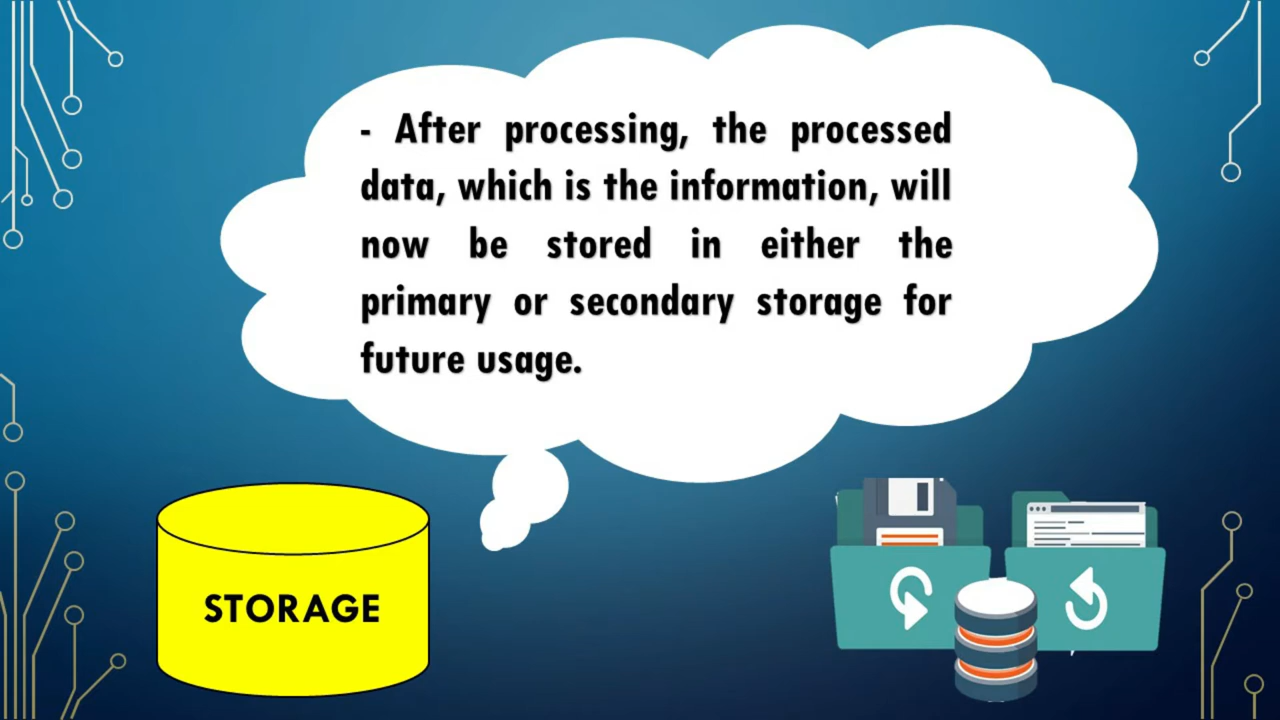 - After processing, the processed
data, which is the information, will
now be stored in either the
primary or secondary storage for
future usage.
STORAGE